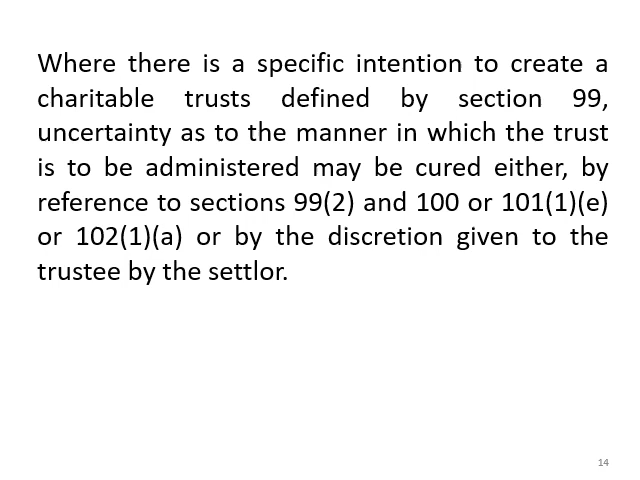 Where there is a specific intention to create a
charitable trusts defined by section 99,
uncertainty as to the manner in which the trust
is to be administered may be cured either, by
reference to sections 99(2) and 100 or 101(1)(e)
or 102(1)(a) or by the discretion given to the
trustee by the settlor.
14